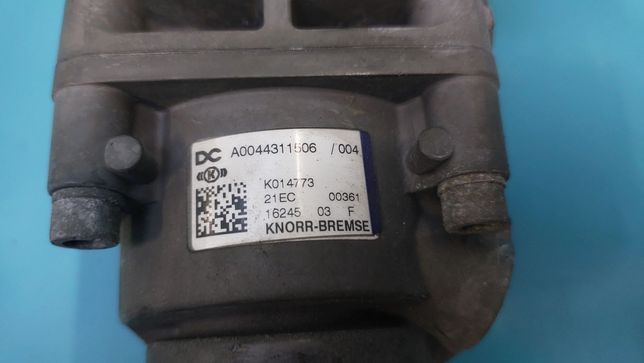 DC A0044311506 /004
K
K014773
21EC 00361
16245 03 F
KNORR-BREMSE